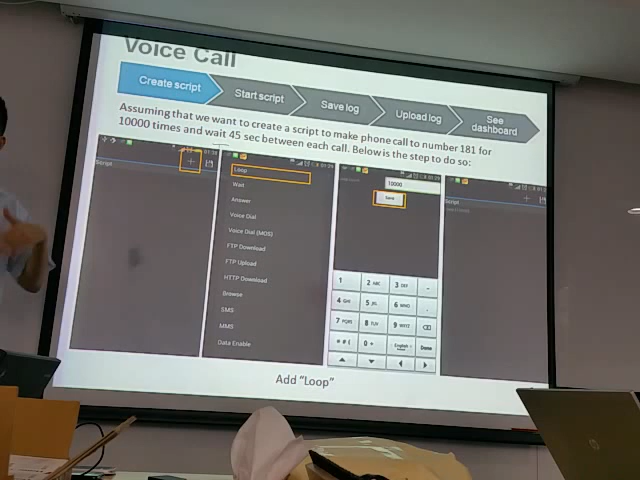 Voice Call
Create script
Start script
Save log
Upload log
See
dashboard
Assuming that we want to create a script to make phone call to number 181 for
10000 times and wait 45 sec between each call. Below is the step to do so:
Script
+
Loop
Wait
Answer
Voice Dial
Voice Dial (MOS)
FTP Download
FTP Upload
HTTP Download
Browse
SMS
MMS
Data Enable
10000
1
2 ABC
3 DEF
-
4 GHI
5 JKL
6 MNO
.
7 PQRS
8 TUV
9 WXYZ
* # (
0 +
English
Done
Script
+
Add "Loop"
hp